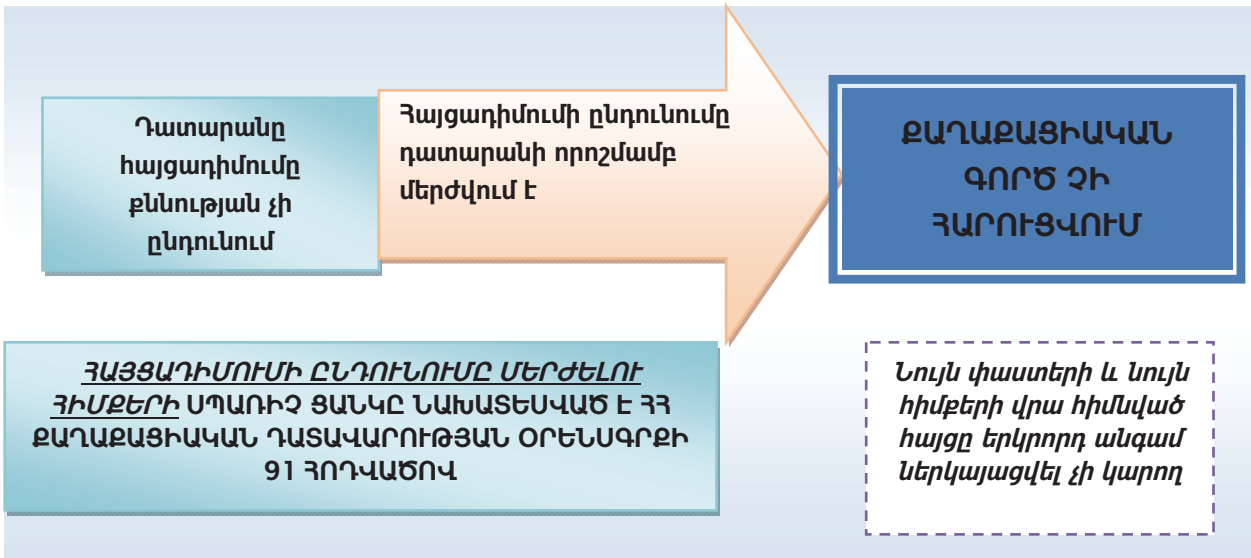 Դատարանը
հայցադիմումը
քննության չի
ընդունում
Հայցադիմումի ընդունումը
դատարանի որոշմամբ
մերժվում է
ՔԱՂԱՔԱՑԻԱԿԱՆ
ԳՈՐԾ ՉԻ
ՀԱՐՈՒՑՎՈՒՄ
ՀԱՅՑԱԴԻՄՈՒՄԻ ԸՆԴՈՒՆՈՒՄԸ ՄԵՐԺԵԼՈՒ
ՀԻՄՔԵՐԻ ՍՊԱՌԻՉ ՑԱՆԿԸ ՆԱԽԱՏԵՍՎԱԾ Է ՀՀ
ՔԱՂԱՔԱՑԻԱԿԱՆ ԴԱՏԱՎԱՐՈՒԹՅԱՆ ՕՐԵՆՍԳՐՔԻ
91 ՀՈԴՎԱԾՈՎ
Նույն փաստերի և նույն
հիմքերի վրա հիմնված
հայցը երկրորդ անգամ
ներկայացվել չի կարող